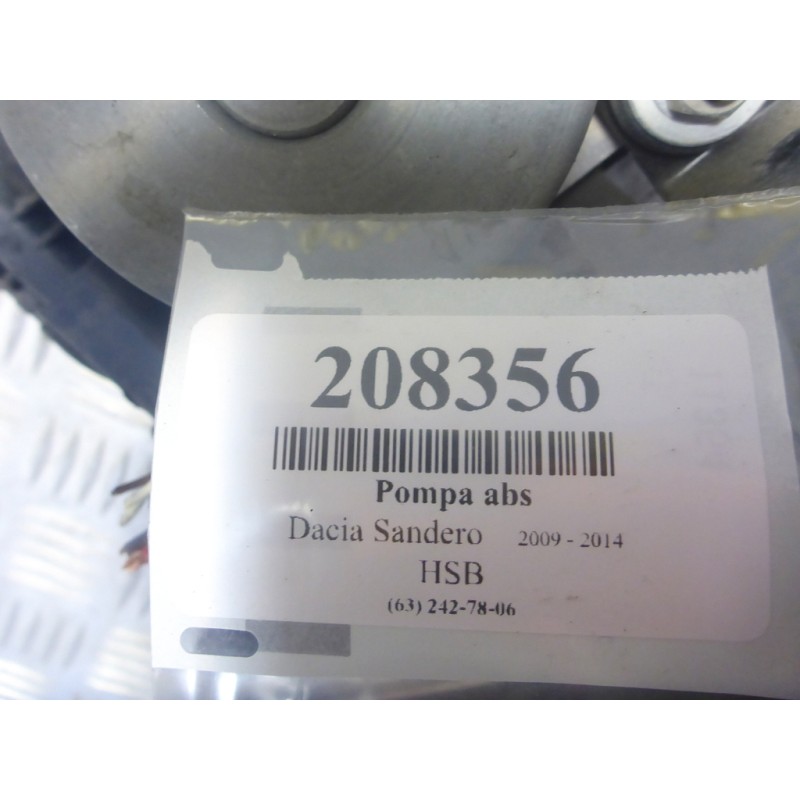 208356
Pompa abs
Dacia Sandero 2009 - 2014
HSB
(63) 242-78-06